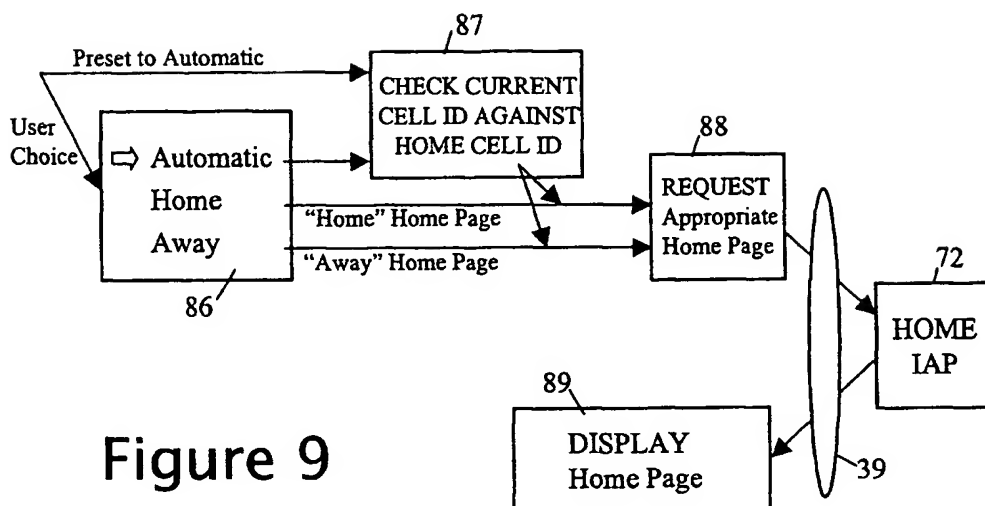 87
Preset to Automatic
CHECK CURRENT
CELL ID AGAINST
HOME CELL ID
User
Choice
⇨ Automatic
Home
Away
86
"Home" Home Page
"Away" Home Page
88
REQUEST
Appropriate
Home Page
72
HOME
IAP
89
DISPLAY
Home Page
39
Figure 9